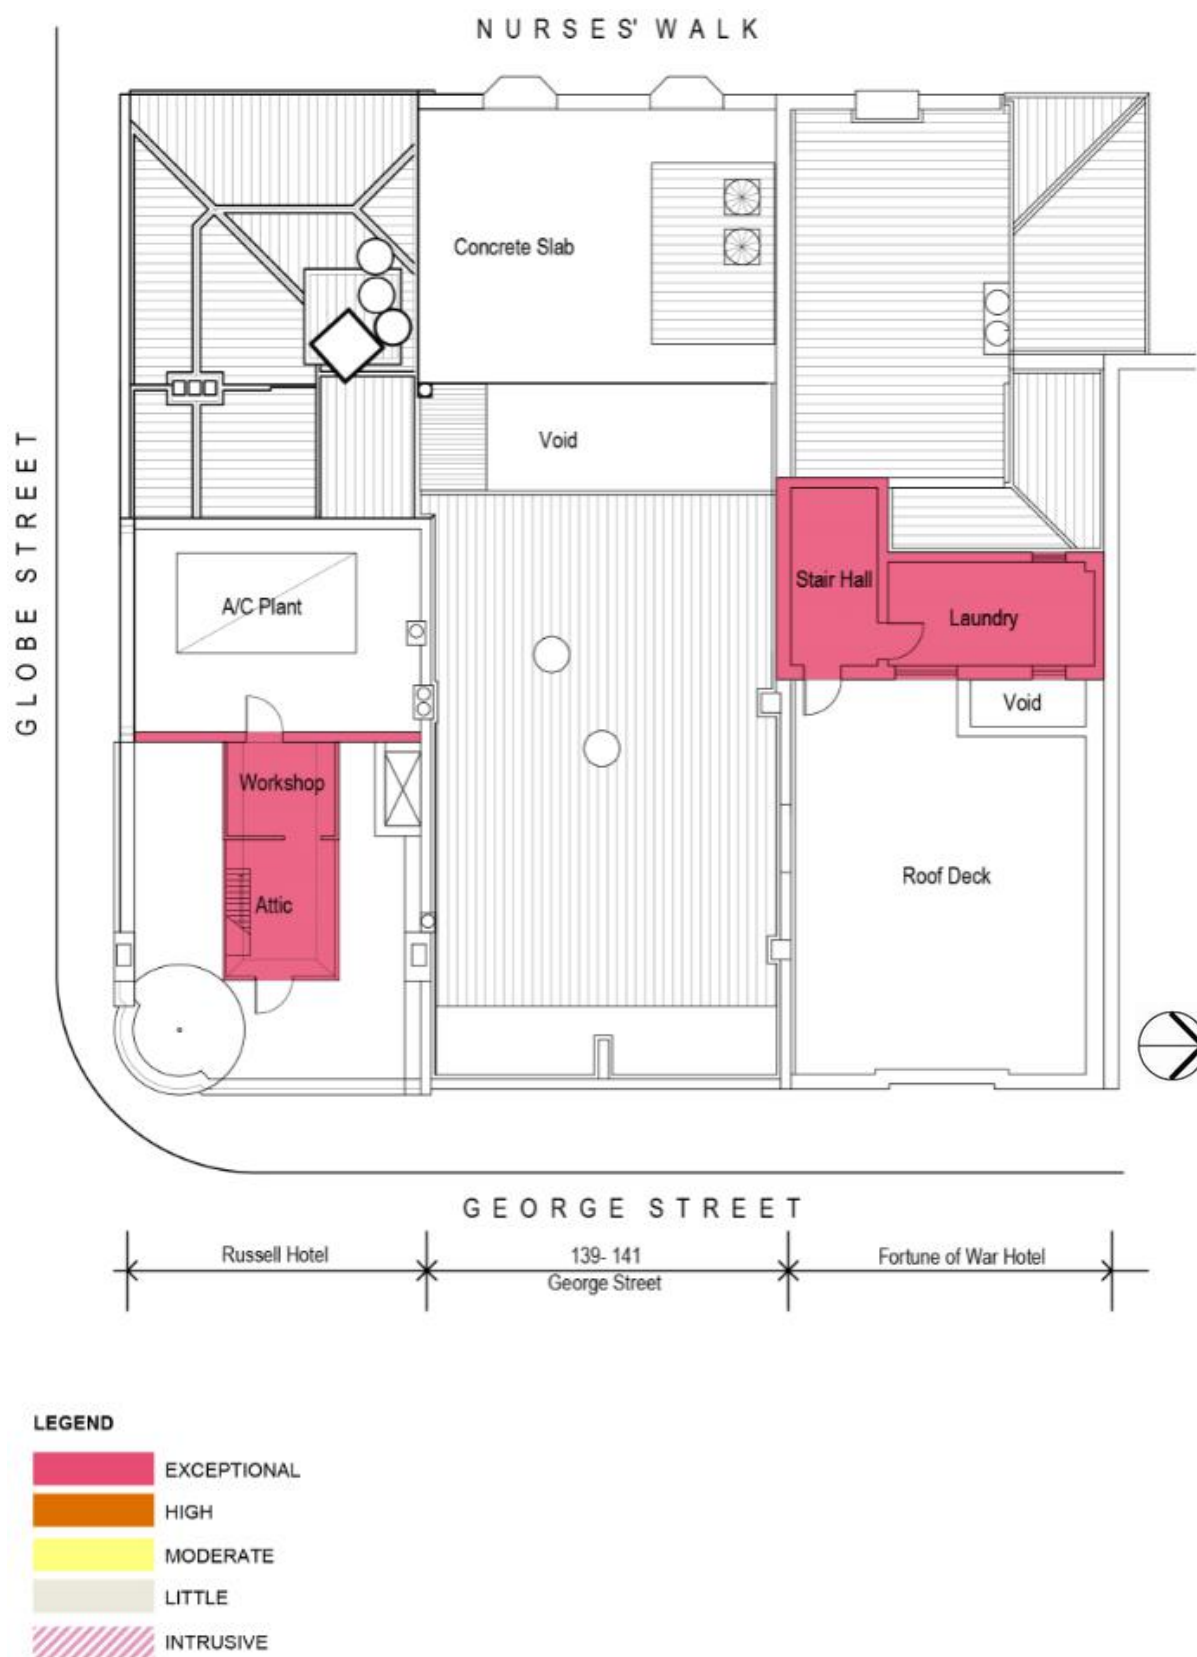 NURSES' WALK
Concrete Slab
Void
GLOBE STREET
Stair Hall
A/C Plant
Laundry
Void
Workshop
Roof Deck
Attic
GEORGE STREET
Russell Hotel
139- 141
George Street
Fortune of War Hotel
LEGEND
EXCEPTIONAL
HIGH
MODERATE
LITTLE
INTRUSIVE